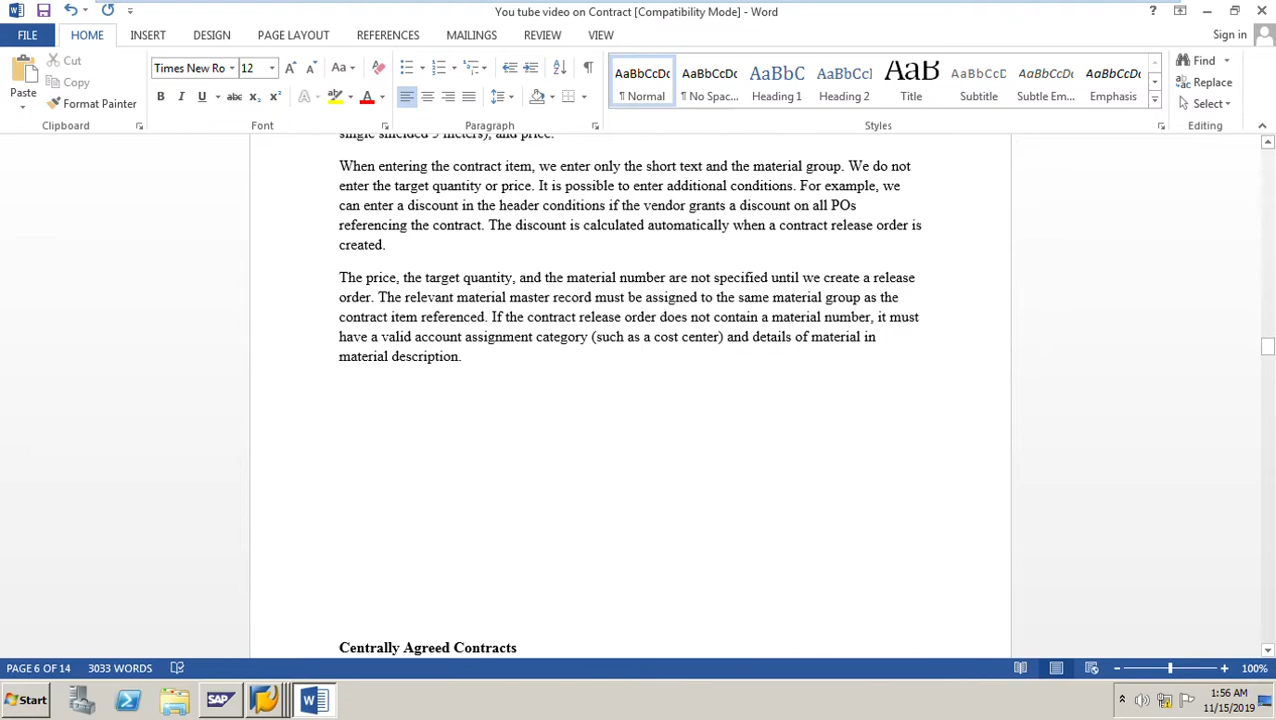 You tube video on Contract [Compatibility Mode] - Word
?
Sign in
FILE
HOME
INSERT
DESIGN
PAGE LAYOUT
REFERENCES
MAILINGS
REVIEW
VIEW
Paste
Cut
Copy
Format Painter
Clipboard
Times New Ro
12
Aa
B I U abc x₂ x²
A
Font
Paragraph
AaBbCcDc
¶ Normal
AaBbCcDc
¶ No Spac...
AaBbC
Heading 1
AaBbCcI
Heading 2
AaB
Title
AaBbCcD
Subtitle
AaBbCcDc
Subtle Em...
AaBbCcDc
Emphasis
Styles
Find
Replace
Select
Editing
single shielded 5 meters), and price.
When entering the contract item, we enter only the short text and the material group. We do not
enter the target quantity or price. It is possible to enter additional conditions. For example, we
can enter a discount in the header conditions if the vendor grants a discount on all POs
referencing the contract. The discount is calculated automatically when a contract release order is
created.
The price, the target quantity, and the material number are not specified until we create a release
order. The relevant material master record must be assigned to the same material group as the
contract item referenced. If the contract release order does not contain a material number, it must
have a valid account assignment category (such as a cost center) and details of material in
material description.
Centrally Agreed Contracts
PAGE 6 OF 14
3033 WORDS
100%
Start
SAP
1:56 AM
11/15/2019